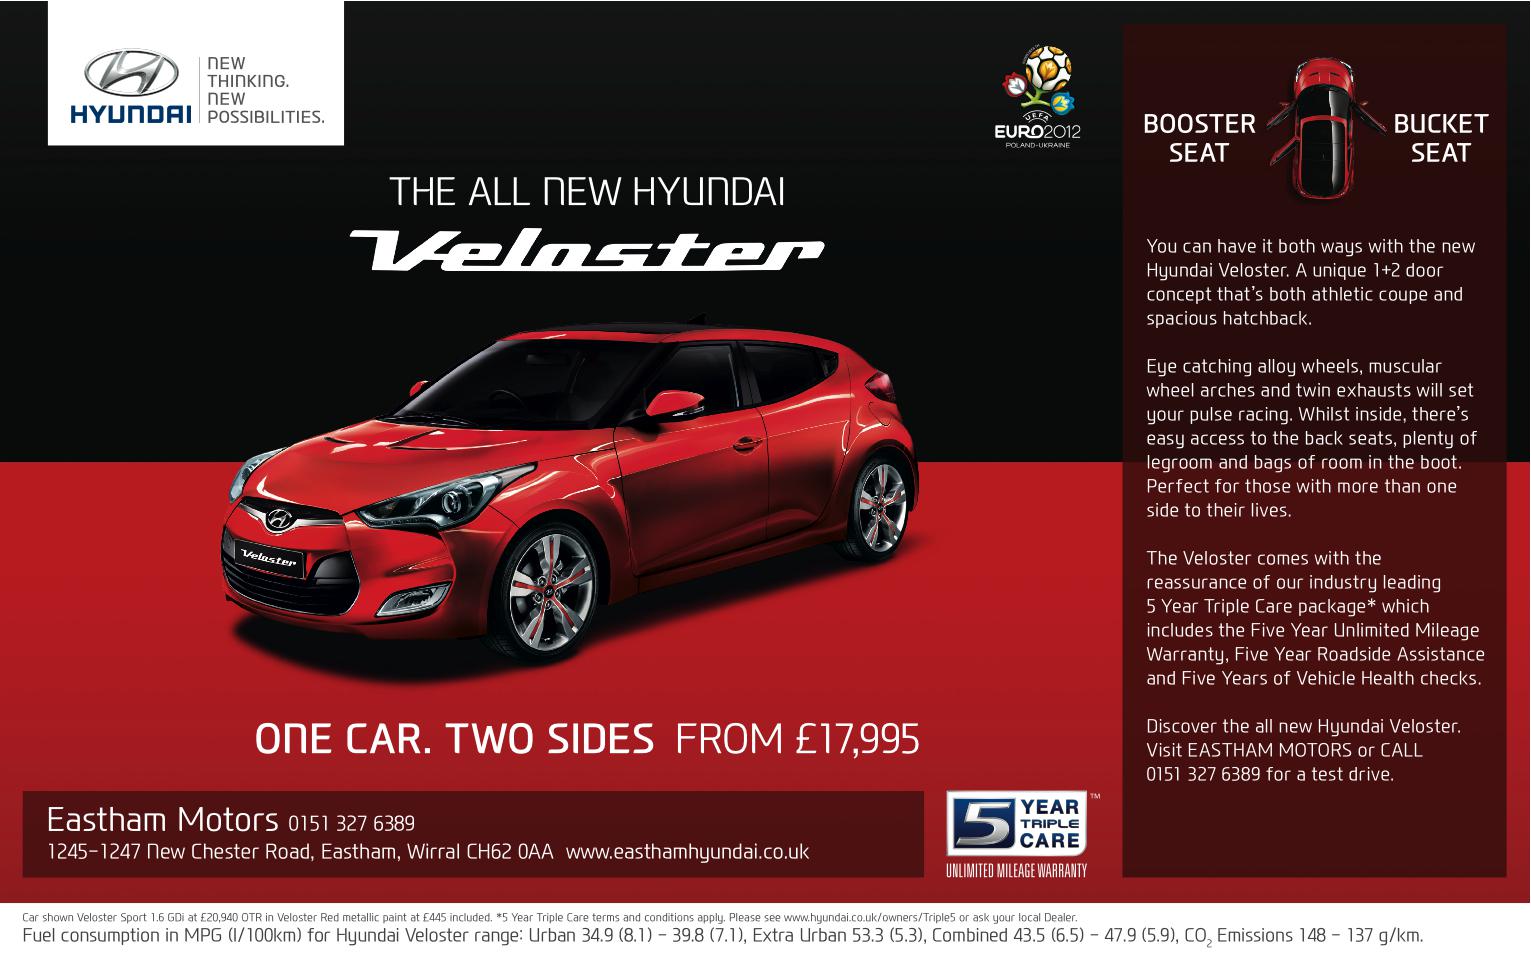 NEW
THINKING.
NEW
POSSIBILITIES.
HYUNDAI
UEFA
EURO2012
POLAND-UKRAINE
THE ALL NEW HYUNDAI
Veloster
Veloster
ONE CAR. TWO SIDES FROM £17,995
Eastham Motors 0151 327 6389
1245-1247 New Chester Road, Eastham, Wirral CH62 0AA www.easthamhyundai.co.uk
5 YEAR
TRIPLE
CARE
™
UNLIMITED MILEAGE WARRANTY
BOOSTER
SEAT
BUCKET
SEAT
You can have it both ways with the new
Hyundai Veloster. A unique 1+2 door
concept that's both athletic coupe and
spacious hatchback.
Eye catching alloy wheels, muscular
wheel arches and twin exhausts will set
your pulse racing. Whilst inside, there's
easy access to the back seats, plenty of
legroom and bags of room in the boot.
Perfect for those with more than one
side to their lives.
The Veloster comes with the
reassurance of our industry leading
5 Year Triple Care package* which
includes the Five Year Unlimited Mileage
Warranty, Five Year Roadside Assistance
and Five Years of Vehicle Health checks.
Discover the all new Hyundai Veloster.
Visit EASTHAM MOTORS or CALL
0151 327 6389 for a test drive.
Car shown Veloster Sport 1.6 GDi at £20,940 OTR in Veloster Red metallic paint at £445 included. *5 Year Triple Care terms and conditions apply. Please see www.hyundai.co.uk/owners/Triple5 or ask your local Dealer.
Fuel consumption in MPG (l/100km) for Hyundai Veloster range: Urban 34.9 (8.1) - 39.8 (7.1), Extra Urban 53.3 (5.3), Combined 43.5 (6.5) - 47.9 (5.9), CO2 Emissions 148 - 137 g/km.